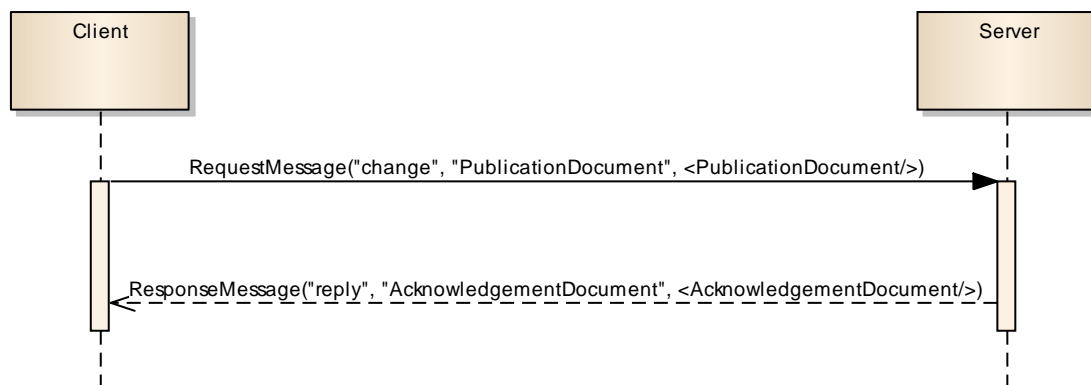 Client
Server
RequestMessage("change", "PublicationDocument", <PublicationDocument/>)
ResponseMessage("reply", "AcknowledgementDocument", <AcknowledgementDocument/>)